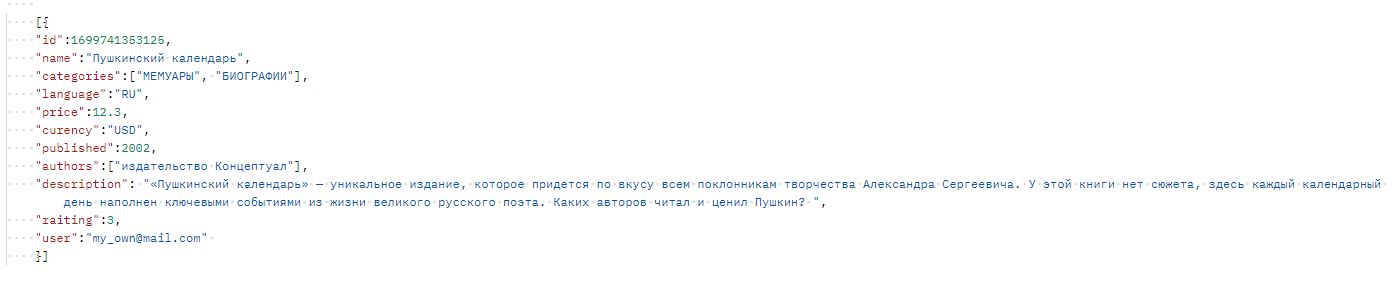 [{
"id":1699741353125,
"name":"Пушкинский календарь",
"categories":["МЕМУАРЫ", "БИОГРАФИИ"],
"language":"RU",
"price":12.3,
"curency":"USD",
"published":2002,
"authors":["издательство Концептуал"],
"description": "«Пушкинский календарь» — уникальное издание, которое придется по вкусу всем поклонникам творчества Александра Сергеевича. У этой книги нет сюжета, здесь каждый календарный
день наполнен ключевыми событиями из жизни великого русского поэта. Каких авторов читал и ценил Пушкин? ",
"raiting":3,
"user":"my_own@mail.com"
}]